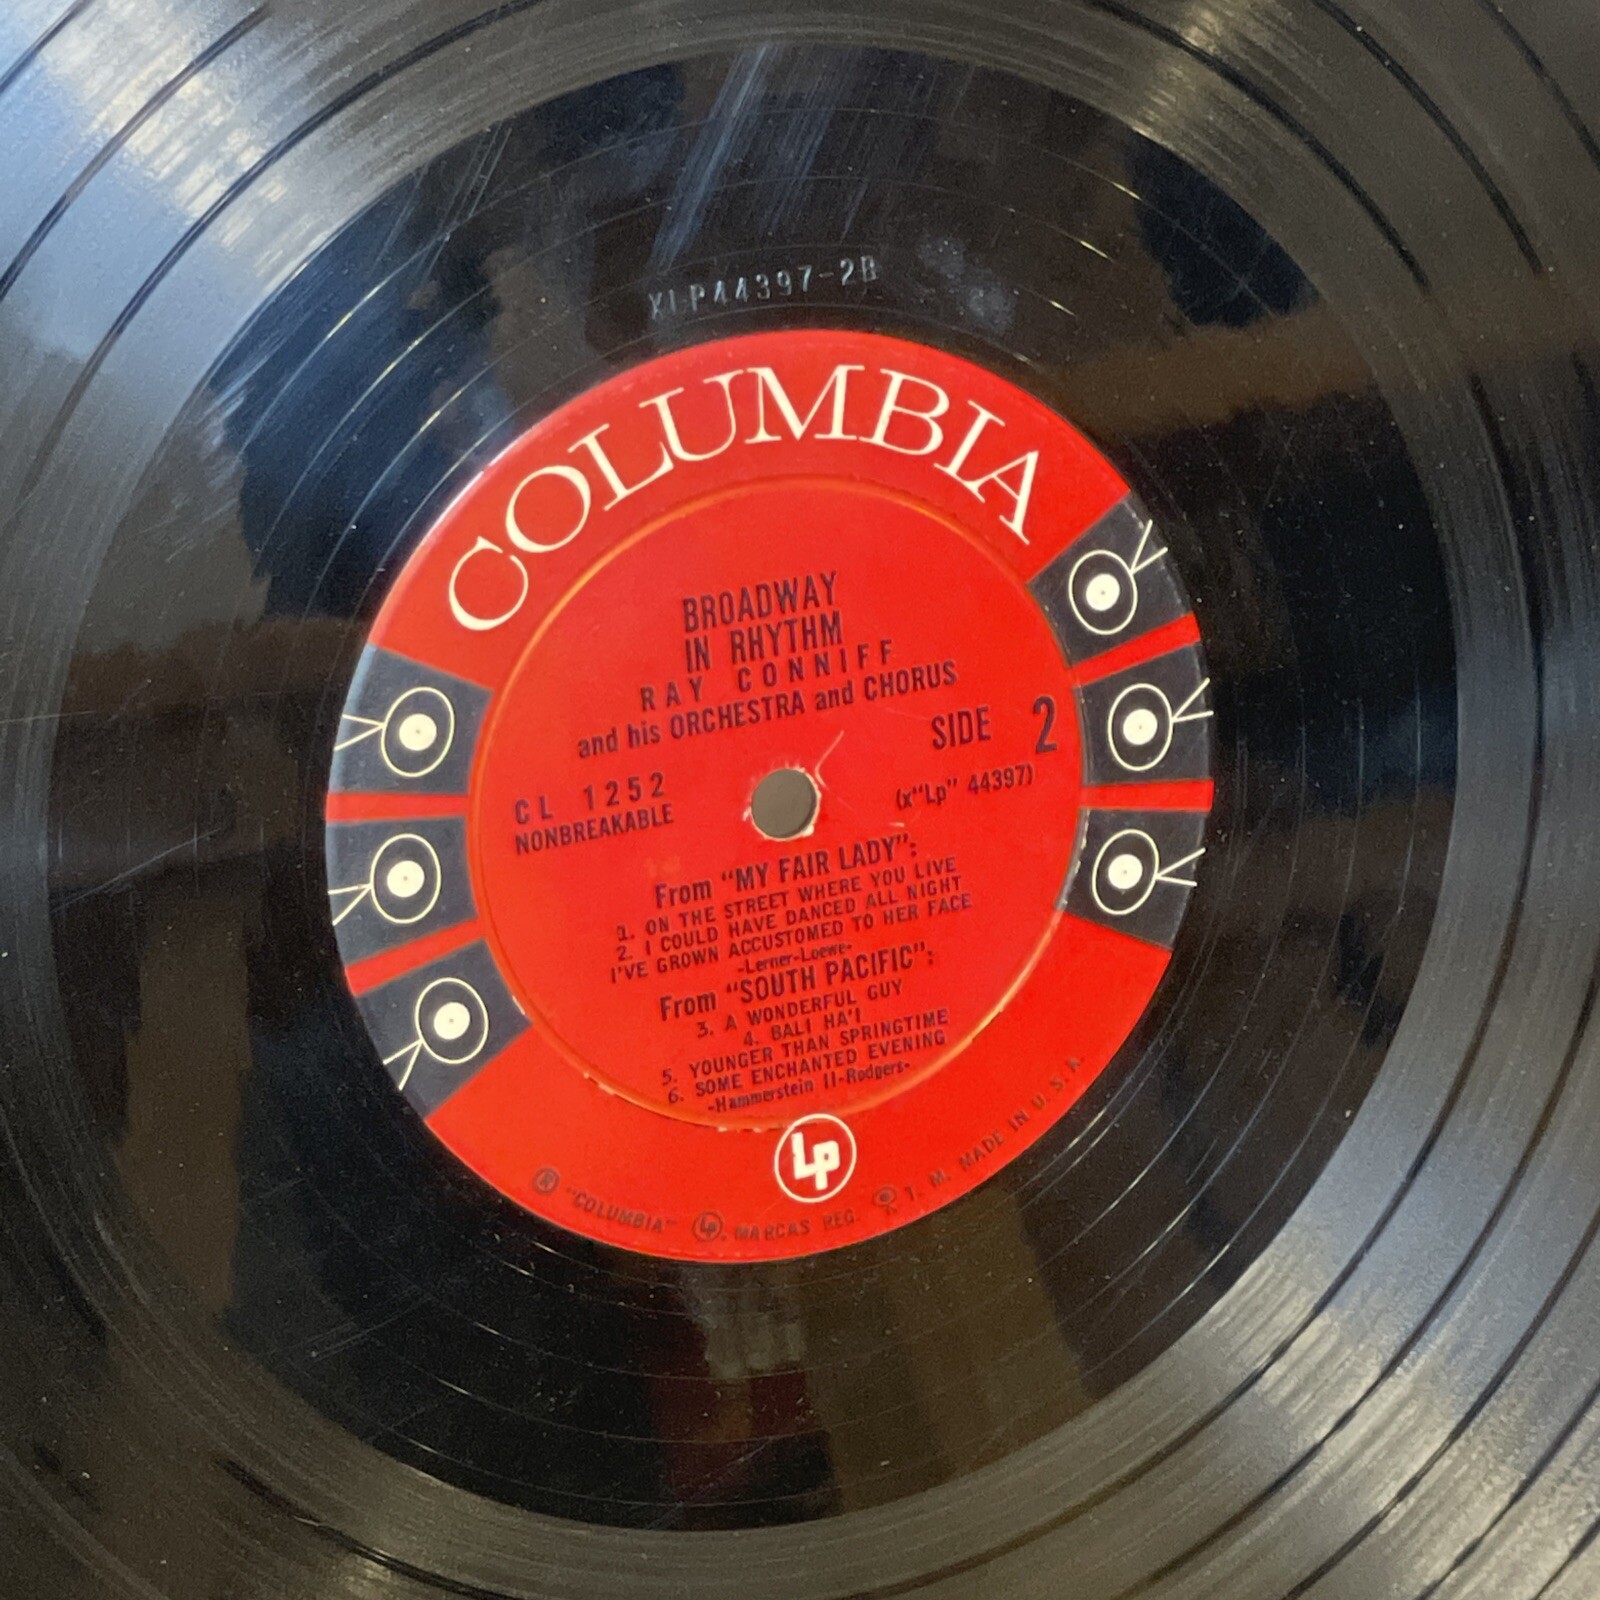 XLP44397-2B
COLUMBIA
BROADWAY
IN RHYTHM
RAY CONNIFF
and his ORCHESTRA and CHORUS
SIDE 2
CL 1252
NONBREAKABLE
(x"Lp" 44397)
From "MY FAIR LADY":
1. ON THE STREET WHERE YOU LIVE
2. I COULD HAVE DANCED ALL NIGHT
I'VE GROWN ACCUSTOMED TO HER FACE
-Lerner-Loewe-
From "SOUTH PACIFIC":
3. A WONDERFUL GUY
4. BALI HA'I
5. YOUNGER THAN SPRINGTIME
6. SOME ENCHANTED EVENING
-Hammerstein II-Rodgers-
Lp
® "COLUMBIA" Lp. MARCAS REG. T. M. MADE IN U. S. A.